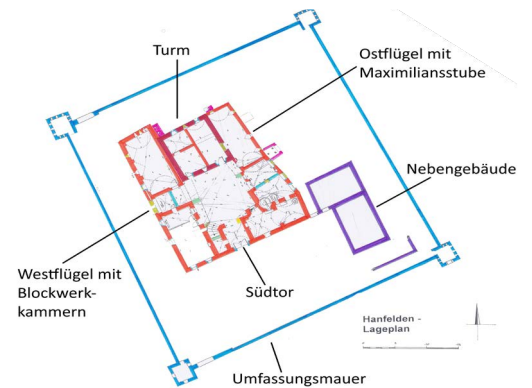 Turm
Ostflügel mit
Maximiliansstube
Nebengebäude
Westflügel mit
Blockwerk-
kammern
Südtor
Hanfelden -
Lageplan
Umfassungsmauer